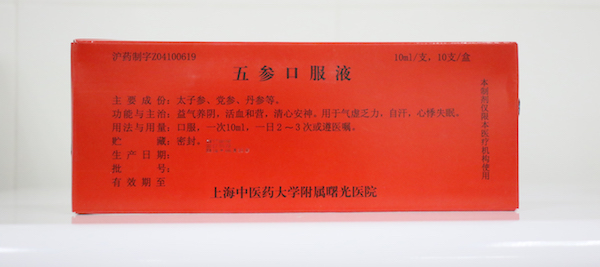 沪药制字Z04100619
10ml/支，10支/盒
五参口服液
主要成份：太子参、党参、丹参等。
功能与主治：益气养阴，活血和营，清心安神。用于气虚乏力，自汗，心悸失眠。
用法与用量：口服，一次10ml，一日2～3次或遵医嘱。
贮藏：密封，
生产日期：
批号：
有效期至
上海中医药大学附属曙光医院
本制剂仅限本医疗机构使用